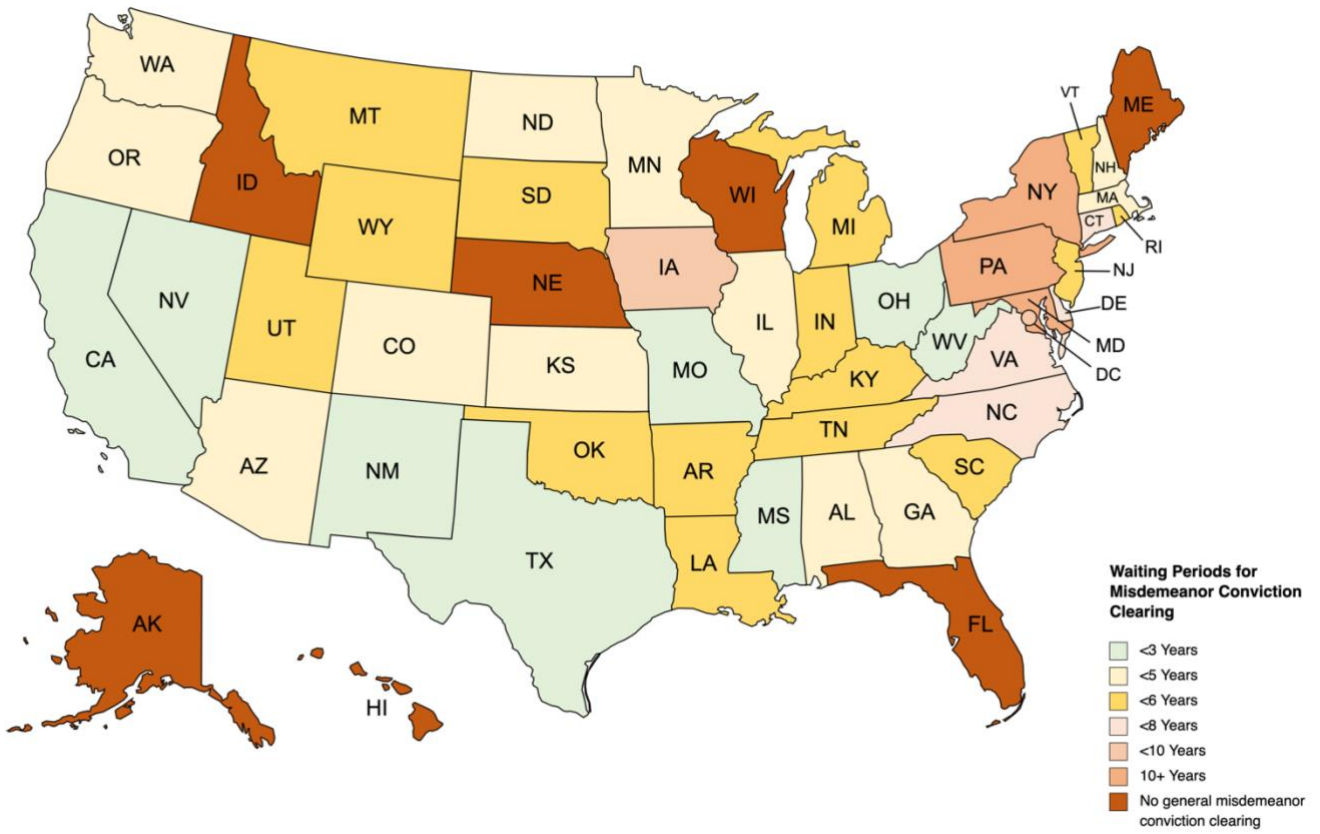 WA
MT
ND
MN
OR
ID
WY
SD
WI
MI
VT
ME
NH
NY
MA
CT
RI
NJ
PA
DE
MD
DC
NE
IA
IL
IN
OH
WV
VA
NV
UT
CO
KS
MO
KY
NC
CA
AZ
NM
OK
AR
TN
SC
TX
LA
MS
AL
GA
FL
AK
HI
Waiting Periods for
Misdemeanor Conviction
Clearing
<3 Years
<5 Years
<6 Years
<8 Years
<10 Years
10+ Years
No general misdemeanor
conviction clearing